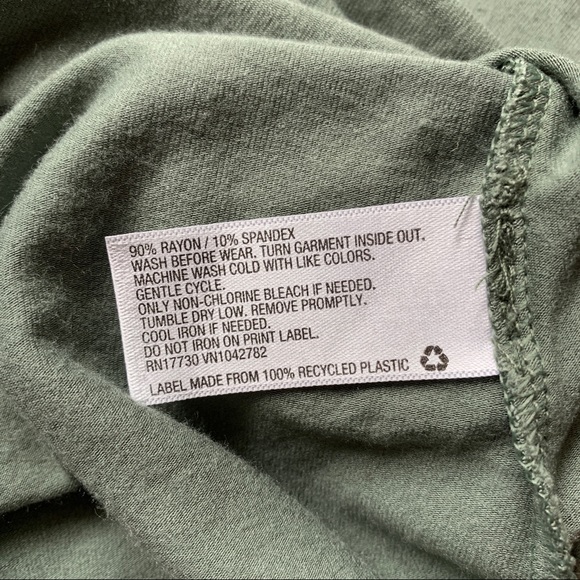 90% RAYON / 10% SPANDEX
WASH BEFORE WEAR. TURN GARMENT INSIDE OUT.
MACHINE WASH COLD WITH LIKE COLORS.
GENTLE CYCLE.
ONLY NON-CHLORINE BLEACH IF NEEDED.
TUMBLE DRY LOW. REMOVE PROMPTLY.
COOL IRON IF NEEDED.
DO NOT IRON ON PRINT LABEL.
RN17730 VN1042782
LABEL MADE FROM 100% RECYCLED PLASTIC